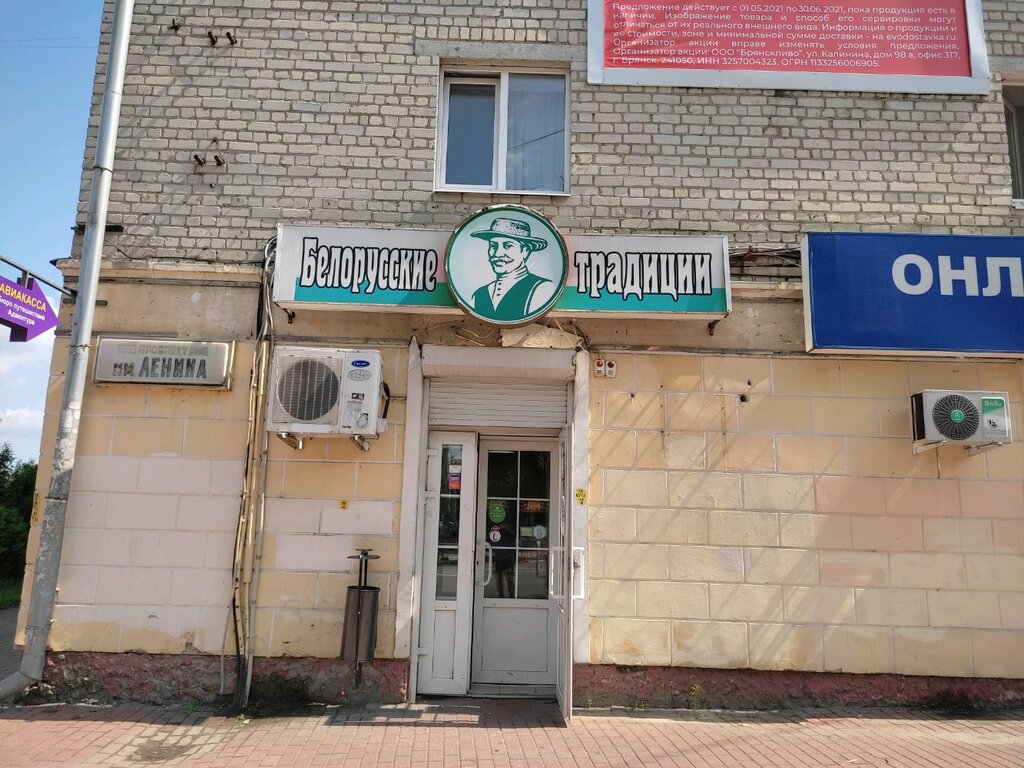 Предложение действует с 01.05.2021 по 30.06.2021, пока продукция есть в
наличии. Изображение товара и способ его сервировки могут
отличаться от их реального внешнего вида. Информация о продукции и
ее стоимости, зоне и минимальной сумме доставки - на evodostavka.ru.
Организатор акции вправе изменять условия предложения.
Организатор акции: ООО "Брянскпиво", ул. Калинина, дом 98 а, офис 317,
г. Брянск, 241050, ИНН 3257004323, ОГРН 1133256006905.
Белорусские традиции
ОНЛ
АВИАКАССА
Бюро путешествий
Адвентура
им ЛЕНИНА